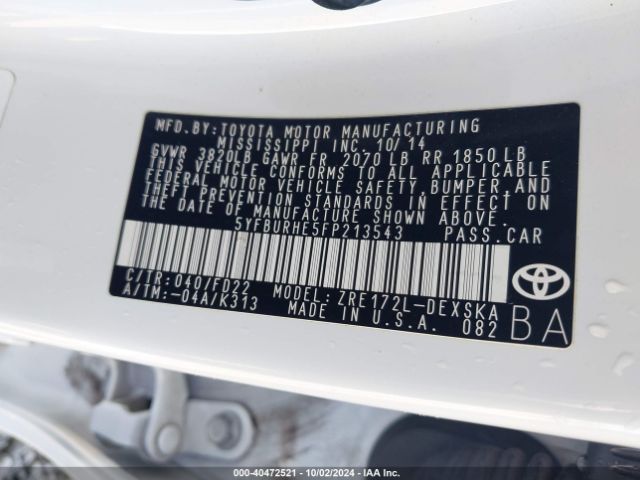 MFD.BY:TOYOTA MOTOR MANUFACTURING
MISSISSIPPI INC. 10/14
GVWR 3820LB GAWR FR 2070 LB RR 1850 LB
THIS VEHICLE CONFORMS TO ALL APPLICABLE
FEDERAL MOTOR VEHICLE SAFETY, BUMPER, AND
THEFT PREVENTION STANDARDS IN EFFECT ON
THE DATE OF MANUFACTURE SHOWN ABOVE.
5YFBURHE5FP213543 PASS.CAR
C/TR: 040/FD22 MODEL: ZRE172L-DEXSKA
A/TM:-04A/K313 MADE IN U.S.A. 082
TOYOTA
BA
000-40472521 - 10/02/2024 - IAA Inc.